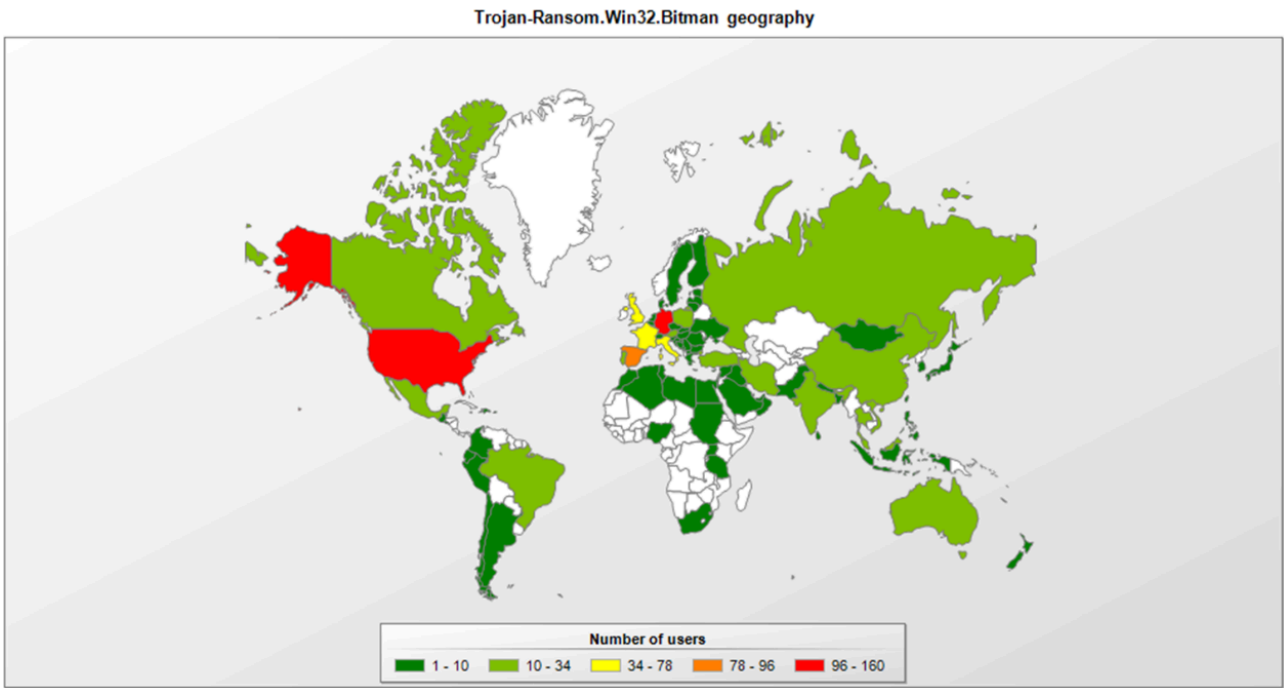 Trojan-Ransom.Win32.Bitman geography
Number of users
1 - 10 10 - 34 34 - 78 78 - 96 96 - 160